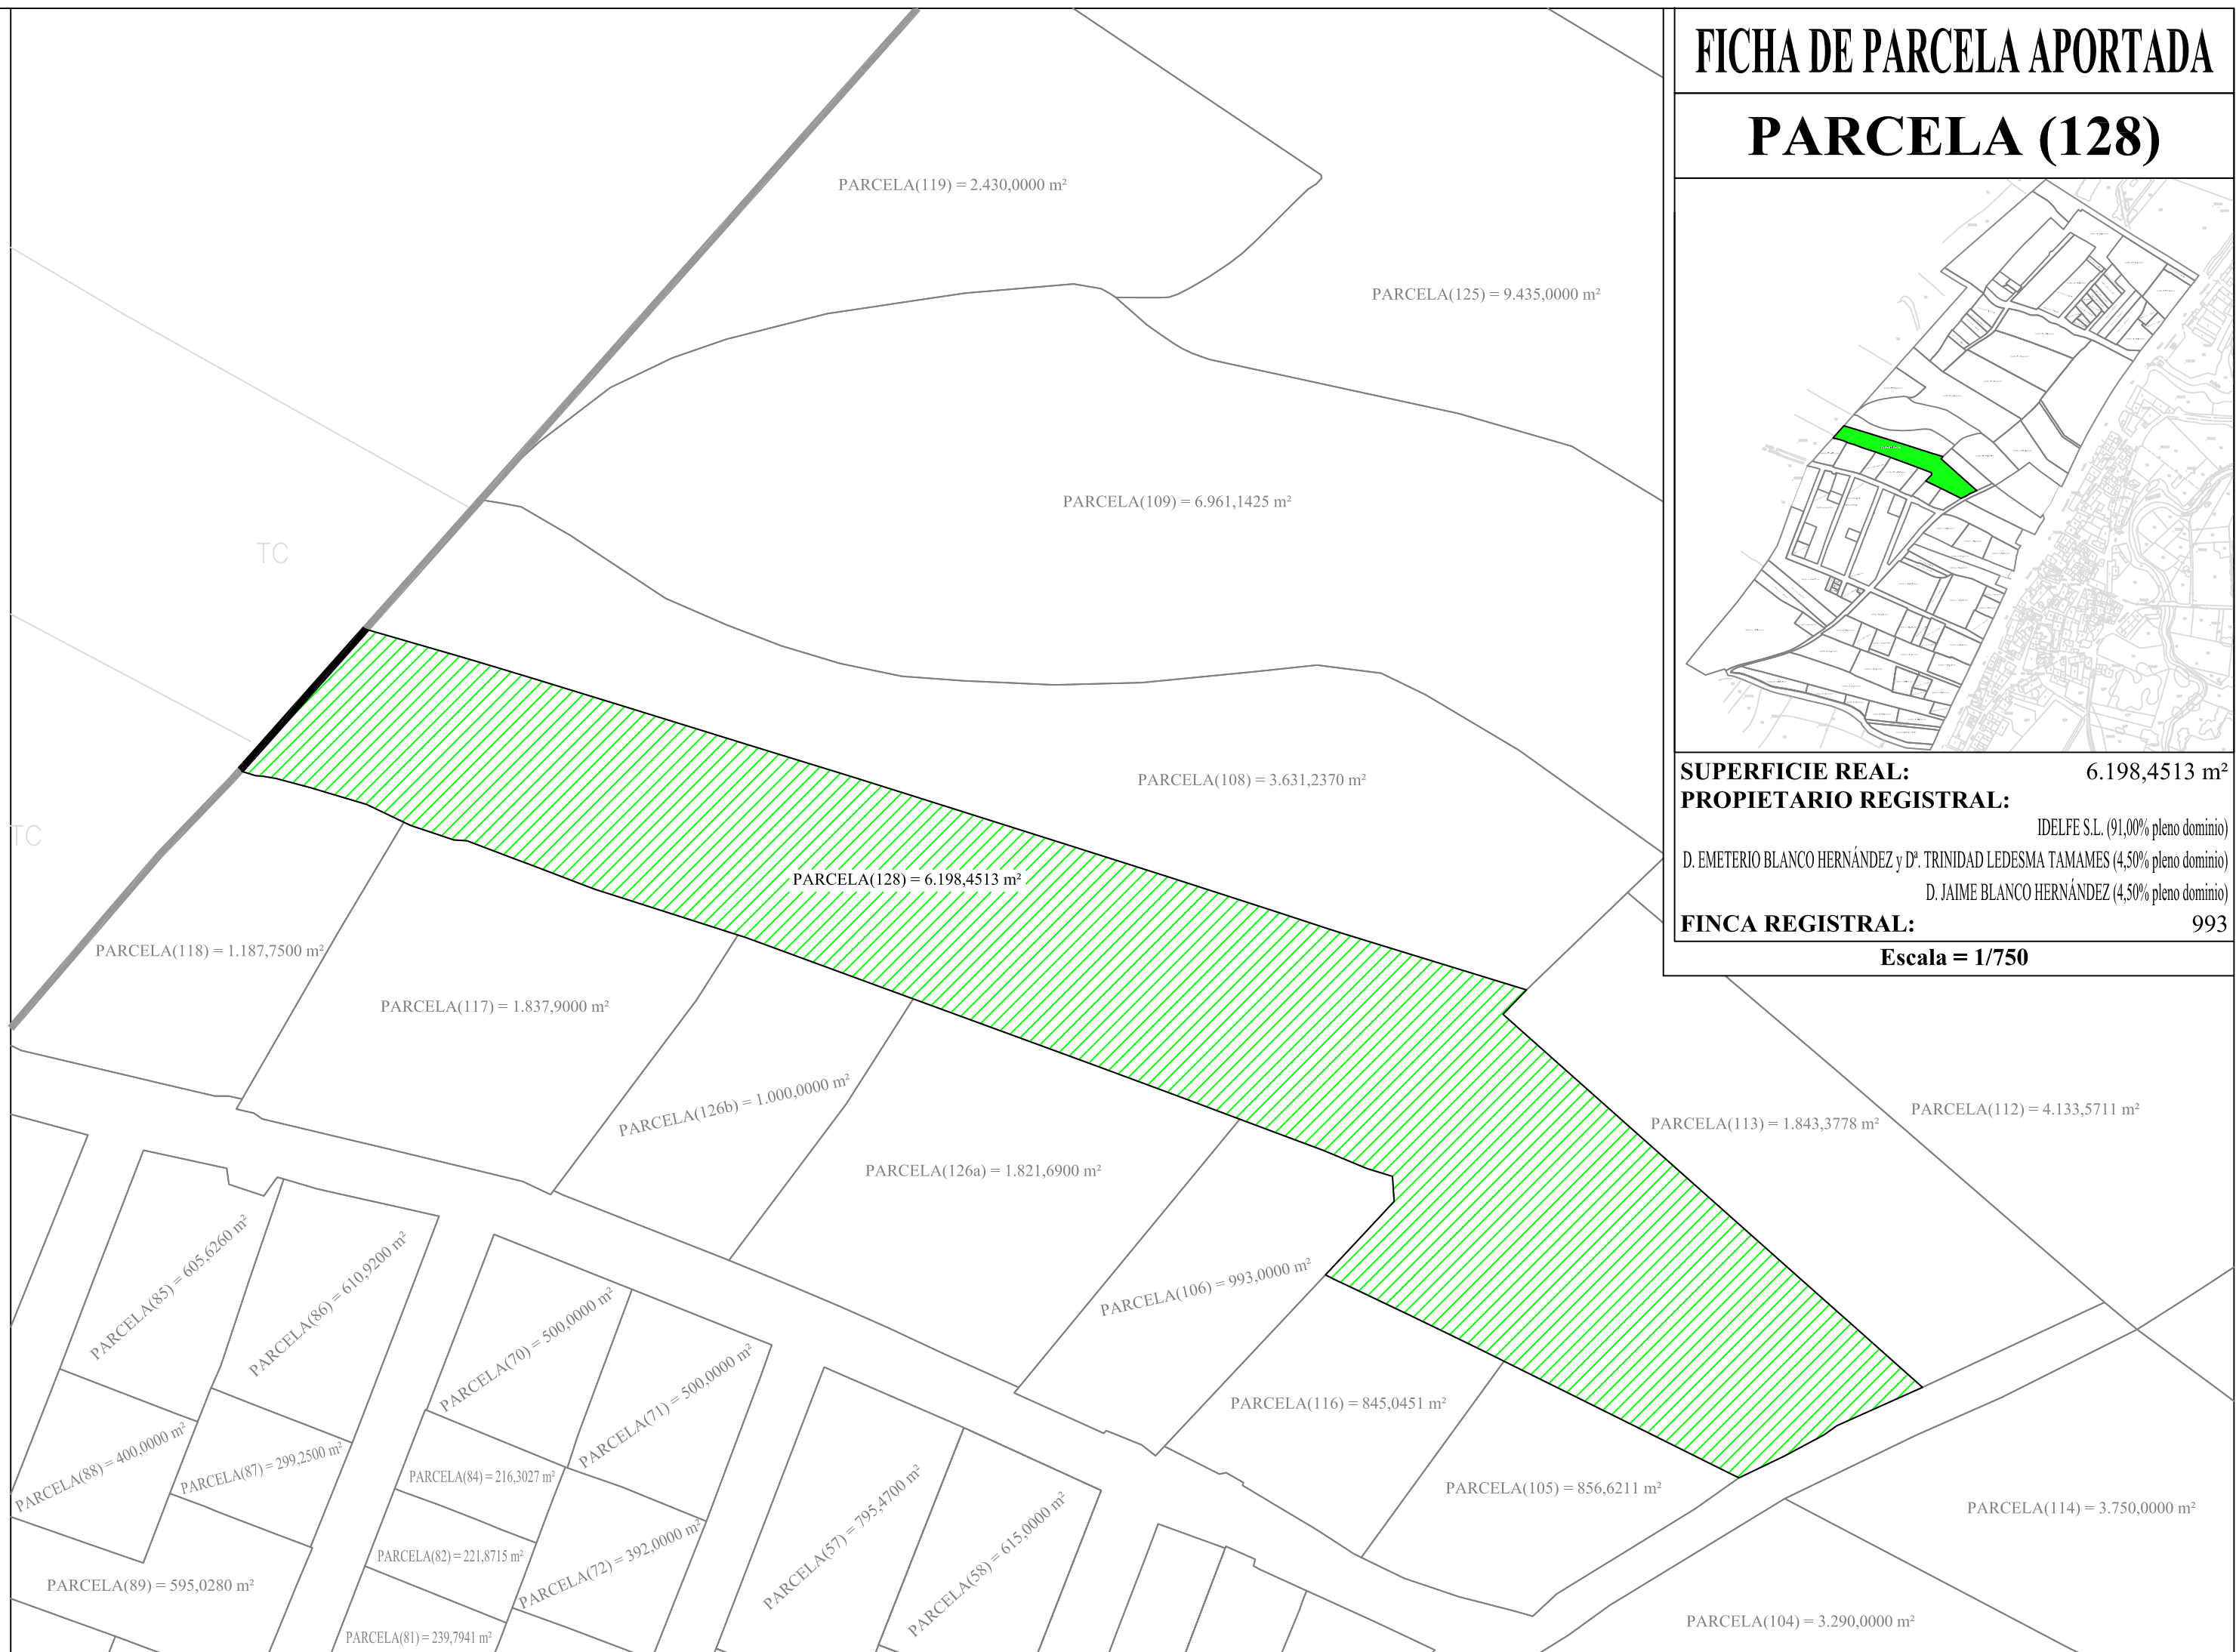 FICHA DE PARCELA APORTADA
PARCELA (128)
SUPERFICIE REAL: 6.198,4513 m²
PROPIETARIO REGISTRAL:
IDELFE S.L. (91,00% pleno dominio)
D. EMETERIO BLANCO HERNÁNDEZ y Dª. TRINIDAD LEDESMA TAMAMES (4,50% pleno dominio)
D. JAIME BLANCO HERNÁNDEZ (4,50% pleno dominio)
FINCA REGISTRAL: 993
Escala = 1/750
PARCELA(119) = 2.430,0000 m²
PARCELA(125) = 9.435,0000 m²
PARCELA(109) = 6.961,1425 m²
TC
PARCELA(108) = 3.631,2370 m²
TC
PARCELA(128) = 6.198,4513 m²
PARCELA(118) = 1.187,7500 m²
PARCELA(117) = 1.837,9000 m²
PARCELA(126b) = 1.000,0000 m²
PARCELA(126a) = 1.821,6900 m²
PARCELA(113) = 1.843,3778 m²
PARCELA(112) = 4.133,5711 m²
PARCELA(85) = 605,6260 m²
PARCELA(86) = 610,9200 m²
PARCELA(106) = 993,0000 m²
PARCELA(70) = 500,0000 m²
PARCELA(71) = 500,0000 m²
PARCELA(116) = 845,0451 m²
PARCELA(88) = 400,0000 m²
PARCELA(87) = 299,2500 m²
PARCELA(84) = 216,3027 m²
PARCELA(105) = 856,6211 m²
PARCELA(114) = 3.750,0000 m²
PARCELA(57) = 795,4700 m²
PARCELA(58) = 615,0000 m²
PARCELA(82) = 221,8715 m²
PARCELA(72) = 392,0000 m²
PARCELA(89) = 595,0280 m²
PARCELA(81) = 239,7941 m²
PARCELA(104) = 3.290,0000 m²